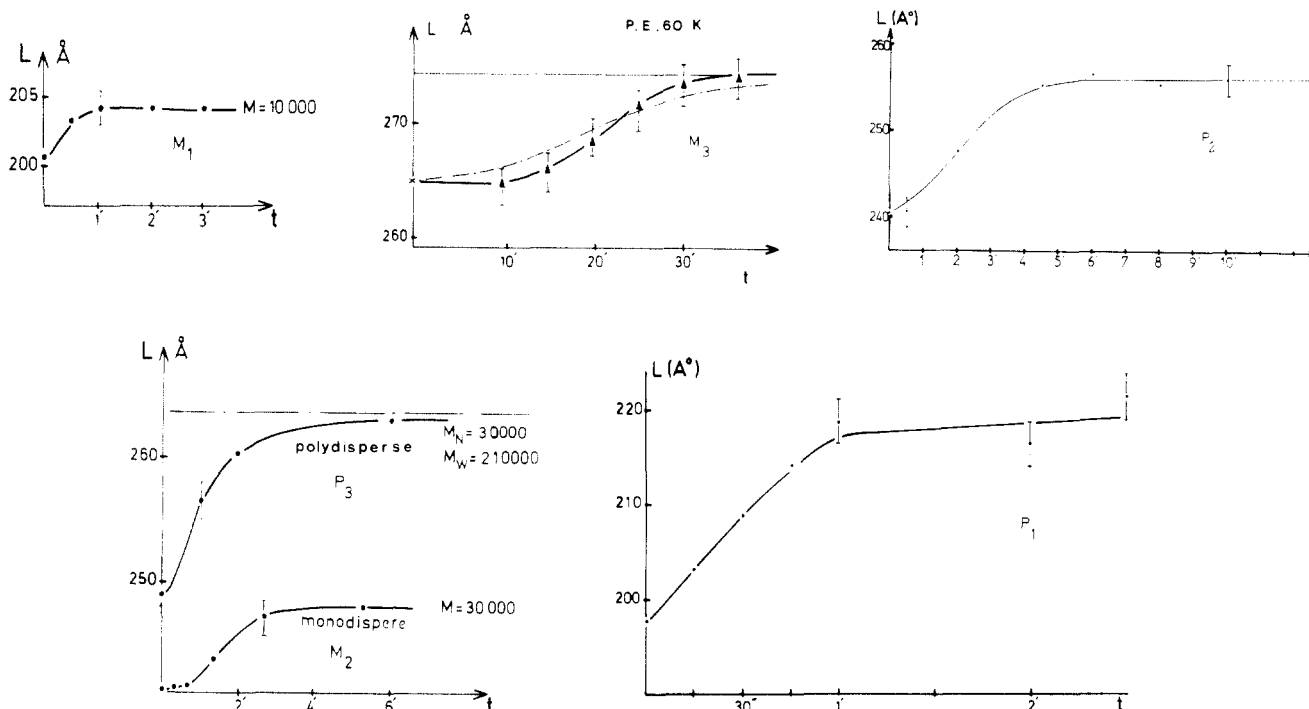 L Å
205
200
M = 10 000
M1
1' 2' 3' t
L Å P.E. 60 K
270
260
M3
10' 20' 30'
t
L (A°)
260
250
240
P2
1 2' 3' 4' 5' 6' 7' 8' 9' 10'
L Å
260
250
polydisperse
MN = 30000
MW = 210000
P3
M = 30 000
monodispere
M2
2' 4' 6' t
L (A°)
220
210
200
P1
30" 1' 2' t